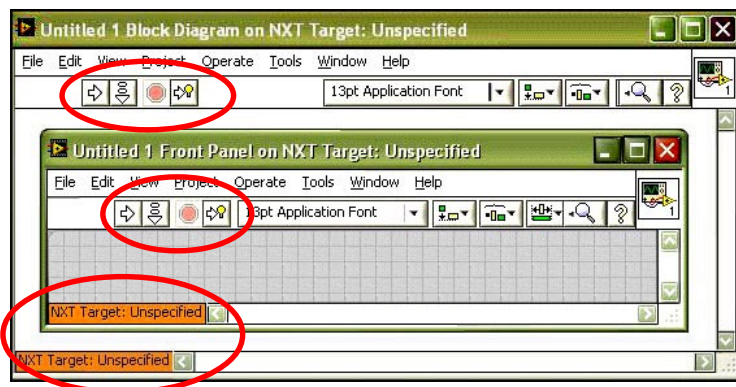 Untitled 1 Block Diagram on NXT Target: Unspecified
File Edit View Project Operate Tools Window Help
13pt Application Font
1
Untitled 1 Front Panel on NXT Target: Unspecified
File Edit View Project Operate Tools Window Help
13pt Application Font
1
NXT Target: Unspecified
NXT Target: Unspecified